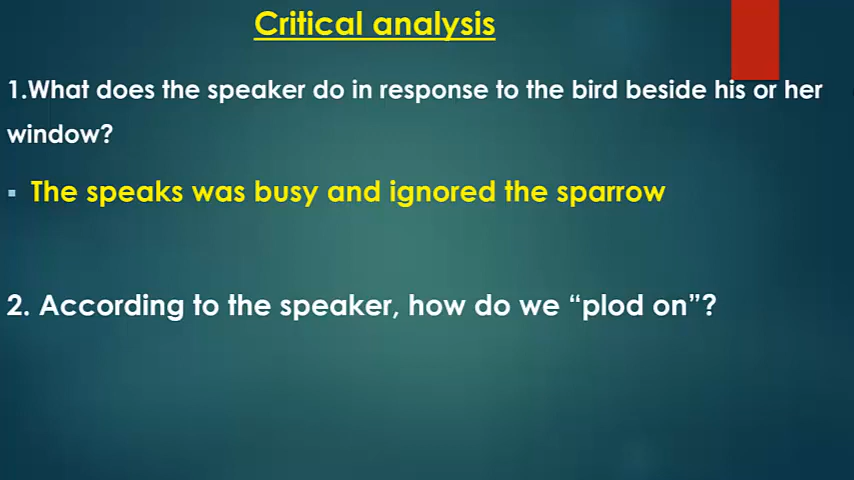 Critical analysis
1.What does the speaker do in response to the bird beside his or her
window?
▪ The speaks was busy and ignored the sparrow
2. According to the speaker, how do we “plod on”?